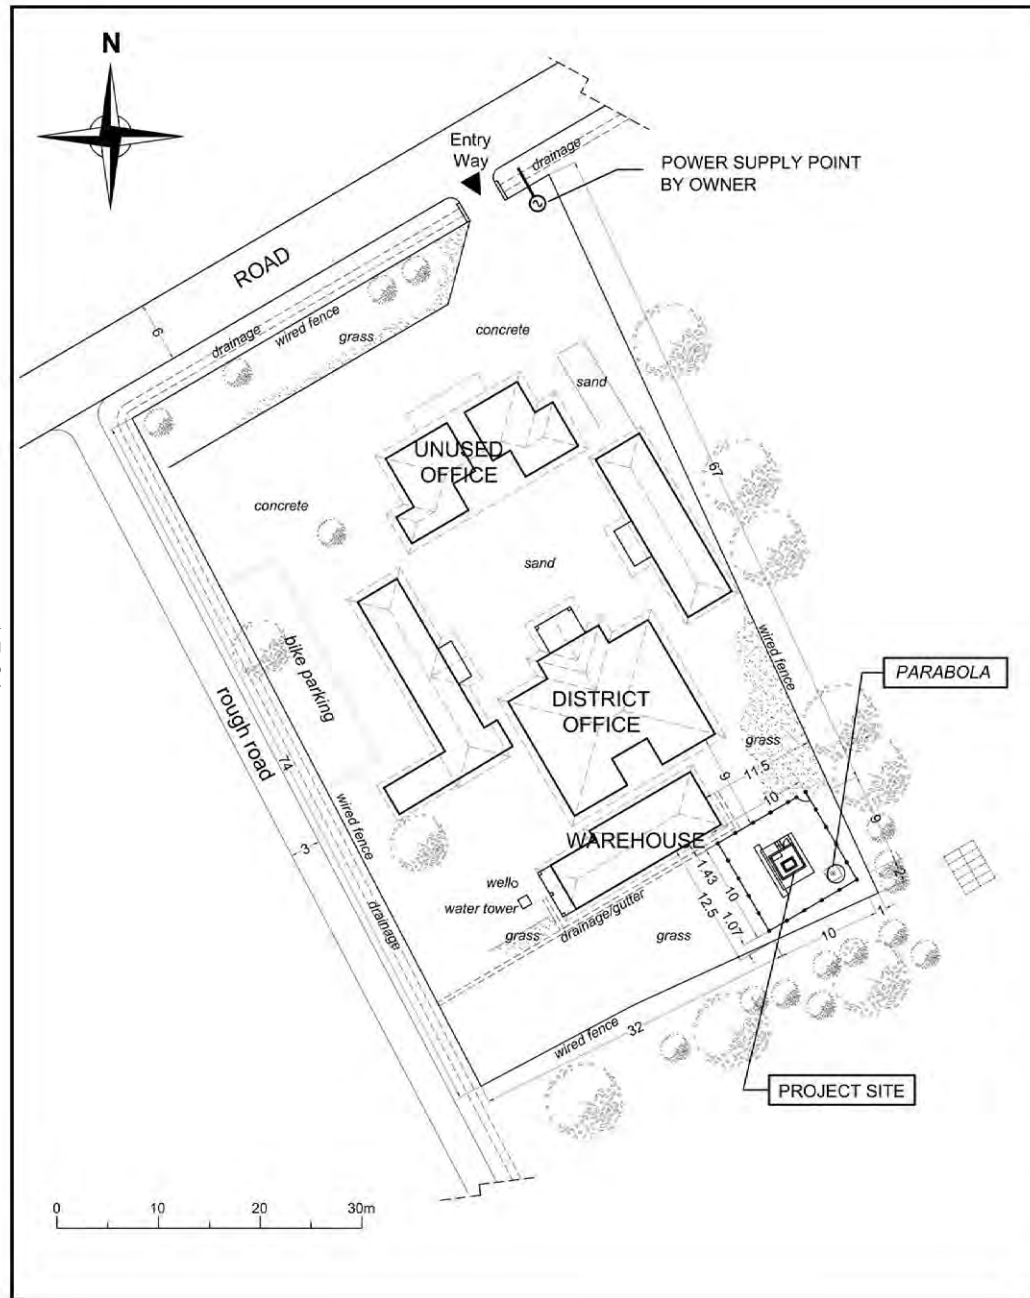 N
Entry
Way
drainage
POWER SUPPLY POINT
BY OWNER
ROAD
6
drainage
wired fence
grass
concrete
sand
UNUSED
OFFICE
67
concrete
sand
bike parking
wired fence
PARABOLA
DISTRICT
OFFICE
rough road
grass
74
11.5
9
10
wired fence
WAREHOUSE
9
3
1.43
well
10
2
water tower
12.5
1.07
drainage
grass
drainage/gutter
grass
1
10
wired fence
32
PROJECT SITE
0 10 20 30m